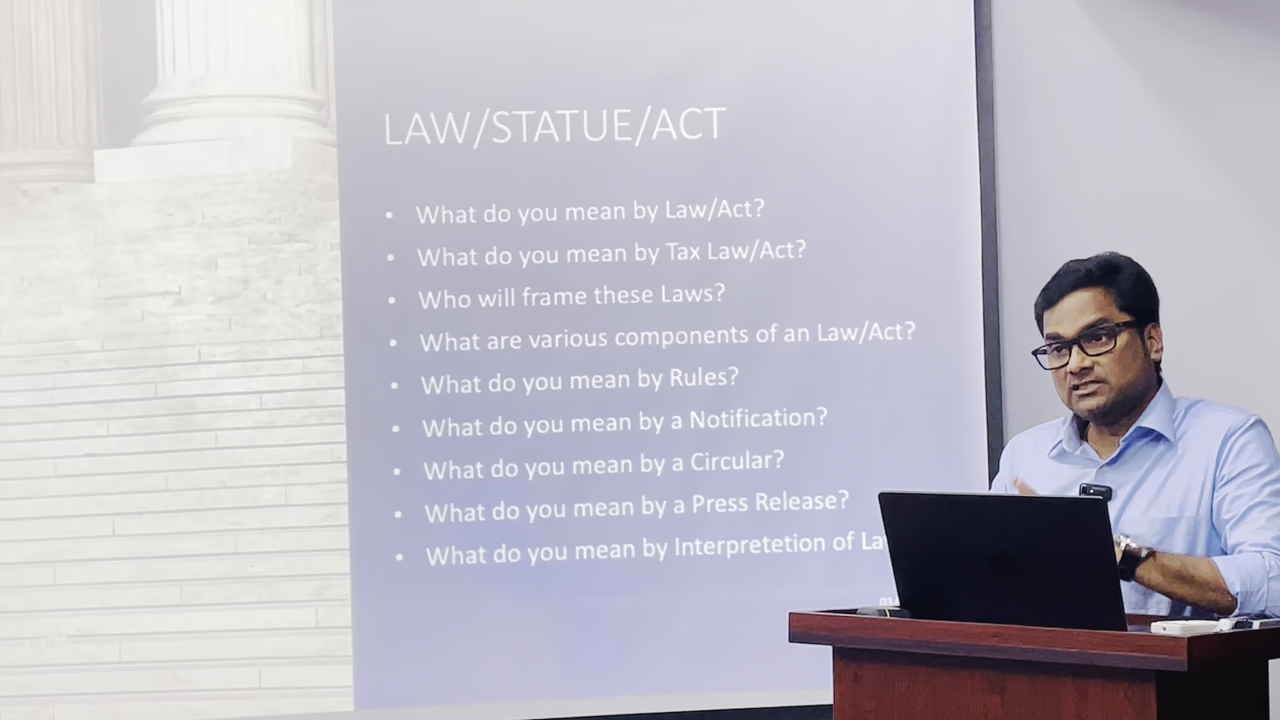 LAW/STATUE/ACT
• What do you mean by Law/Act?
• What do you mean by Tax Law/Act?
• Who will frame these Laws?
• What are various components of an Law/Act?
• What do you mean by Rules?
• What do you mean by a Notification?
• What do you mean by a Circular?
• What do you mean by a Press Release?
• What do you mean by Interpretetion of La